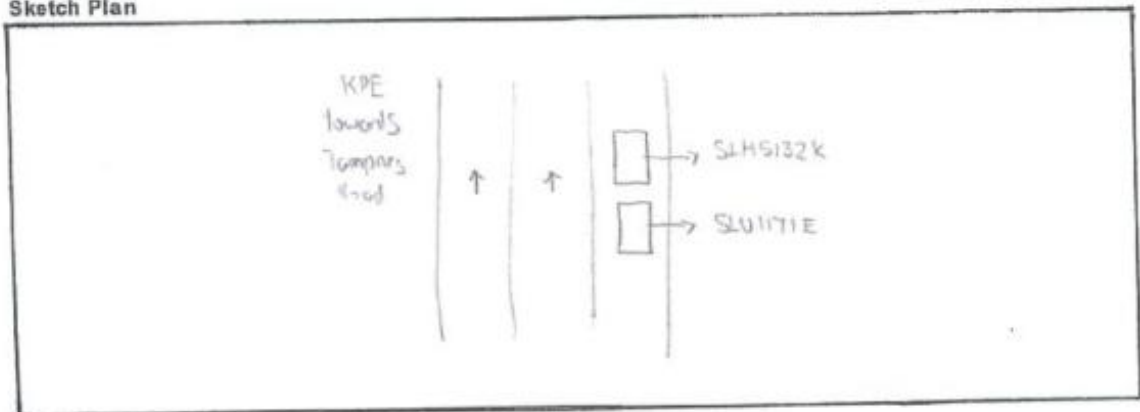 Sketch Plan
KPE
towards
Tampines
Road
SLH5132K
SLU1171E